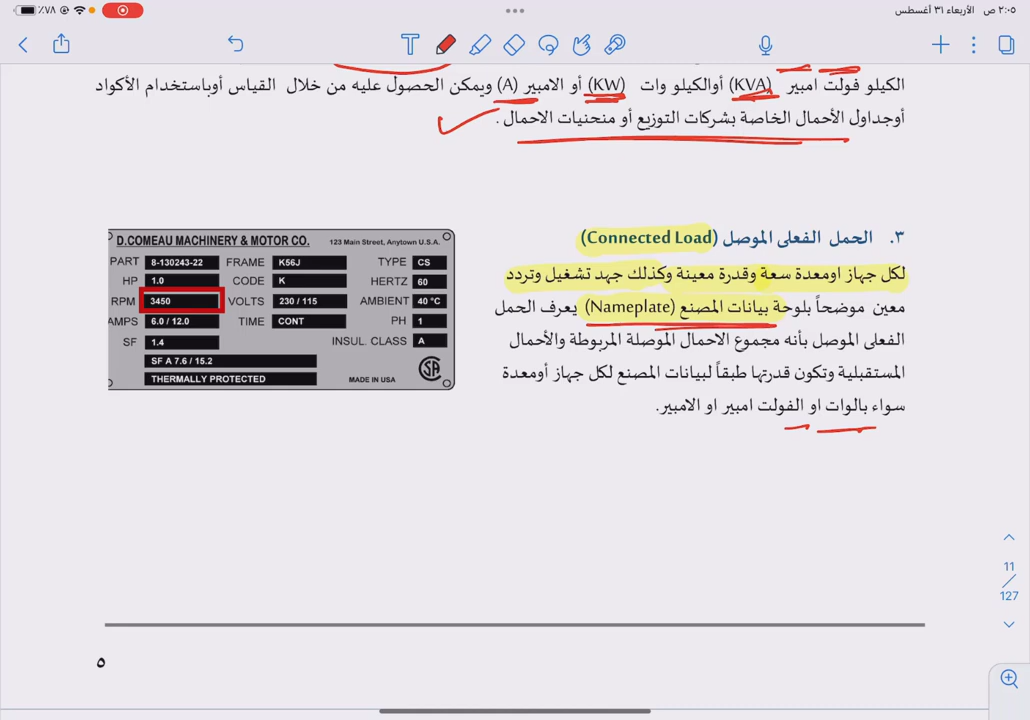 ٢:٠٥ ص الأربعاء ٣١ أغسطس
٪٧٨
الكيلو فولت امبير (KVA) أوالكيلو وات (KW) أو الامبير (A) ويمكن الحصول عليه من خلال القياس أوباستخدام الأكواد
أوجداول الأحمال الخاصة بشركات التوزيع أو منحنيات الاحمال .
٣. الحمل الفعلى الموصل (Connected Load)
لكل جهاز اومعدة سعة وقدرة معينة وكذلك جهد تشغيل وتردد
معين موضحاً بلوحة بيانات المصنع (Nameplate) يعرف الحمل
الفعلى الموصل بأنه مجموع الاحمال الموصلة المربوطة والأحمال
المستقبلية وتكون قدرتها طبقاً لبيانات المصنع لكل جهاز أومعدة
سواء بالوات او الفولت امبير او الامبير.
D.COMEAU MACHINERY & MOTOR CO. 123 Main Street, Anytown U.S.A.
PART 8-130243-22 FRAME K56J TYPE CS
HP 1.0 CODE K HERTZ 60
RPM 3450 VOLTS 230 / 115 AMBIENT 40 °C
AMPS 6.0 / 12.0 TIME CONT PH 1
SF 1.4 INSUL. CLASS A
SF A 7.6 / 15.2
THERMALLY PROTECTED MADE IN USA
11
127
٥